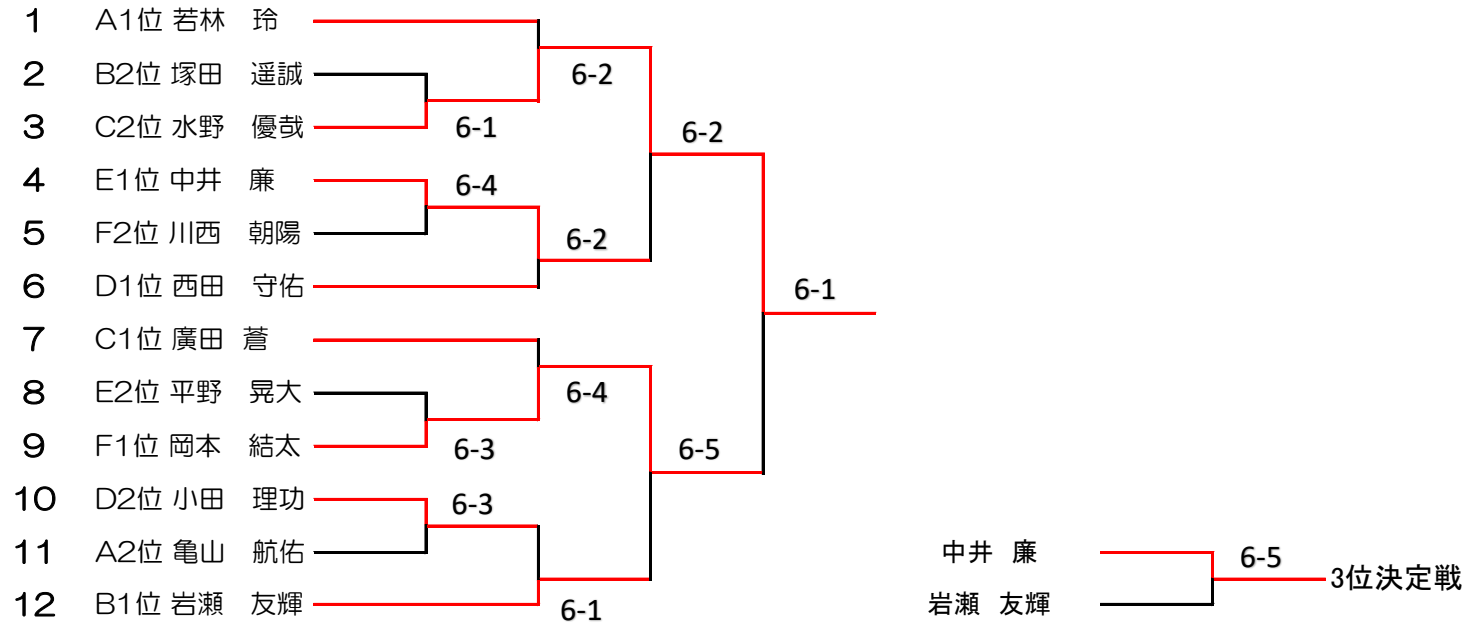 1 A1位 若林 玲
6-2
2 B2位 塚田 遥誠
3 C2位 水野 優哉
6-1
6-2
4 E1位 中井 廉
6-4
5 F2位 川西 朝陽
6-2
6 D1位 西田 守佑
6-1
7 C1位 廣田 蒼
8 E2位 平野 晃大
6-4
9 F1位 岡本 結太
6-3
6-5
10 D2位 小田 理功
6-3
11 A2位 亀山 航佑
12 B1位 岩瀬 友輝
6-1
中井 廉
6-5
3位決定戦
岩瀬 友輝